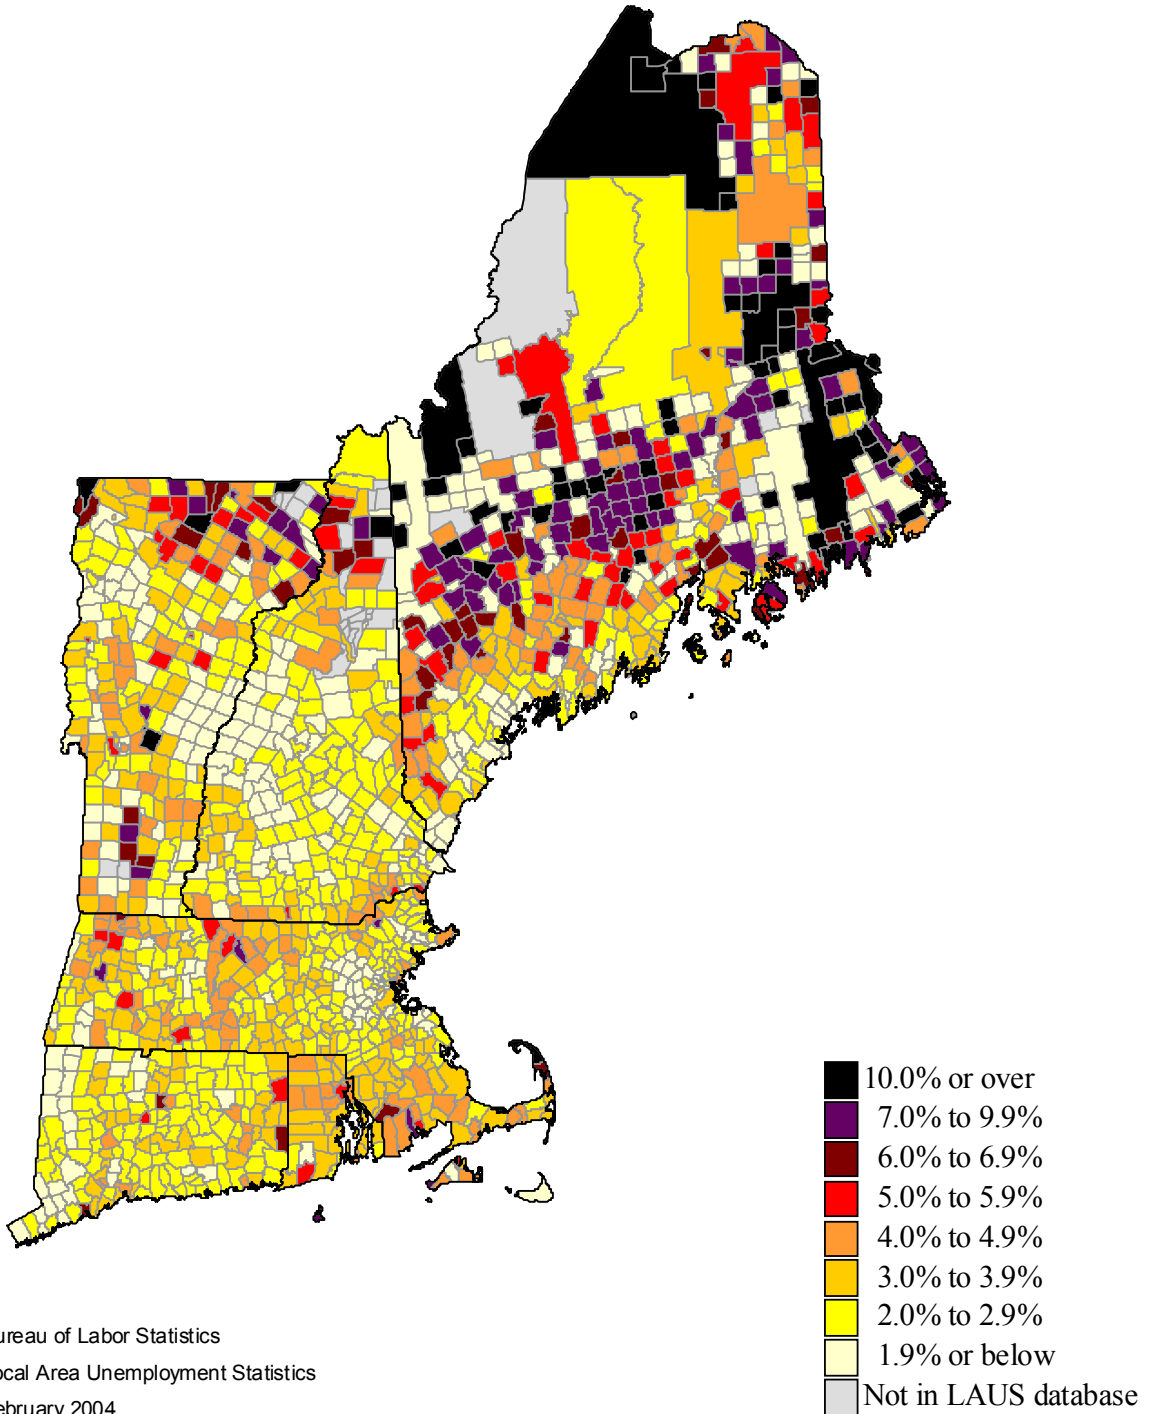 10.0% or over
7.0% to 9.9%
6.0% to 6.9%
5.0% to 5.9%
4.0% to 4.9%
3.0% to 3.9%
2.0% to 2.9%
1.9% or below
Not in LAUS database
ureau of Labor Statistics
ocal Area Unemployment Statistics
ebruary 2004